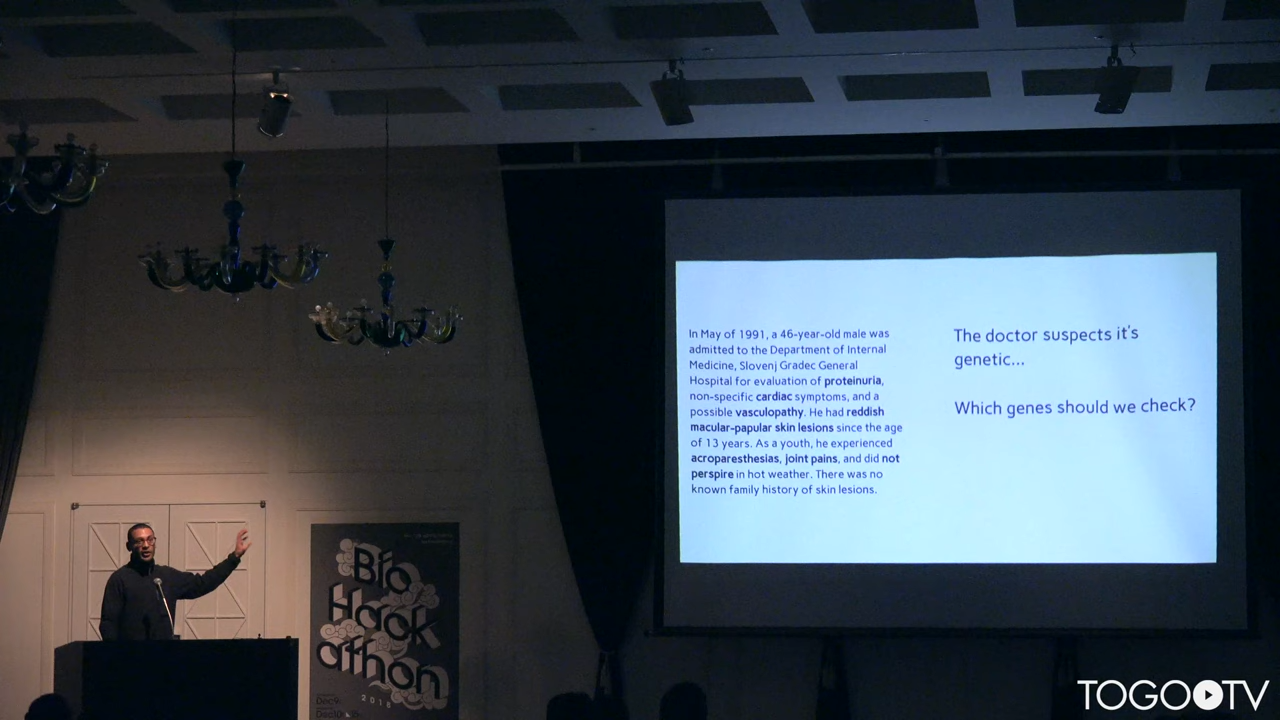 In May of 1991, a 46-year-old male was
admitted to the Department of Internal
Medicine, Slovenj Gradec General
Hospital for evaluation of proteinuria,
non-specific cardiac symptoms, and a
possible vasculopathy. He had reddish
macular-papular skin lesions since the age
of 13 years. As a youth, he experienced
acroparesthesias, joint pains, and did not
perspire in hot weather. There was no
known family history of skin lesions.
The doctor suspects it's
genetic...
Which genes should we check?
Bio
Hack
athon
2018
TOGOTV